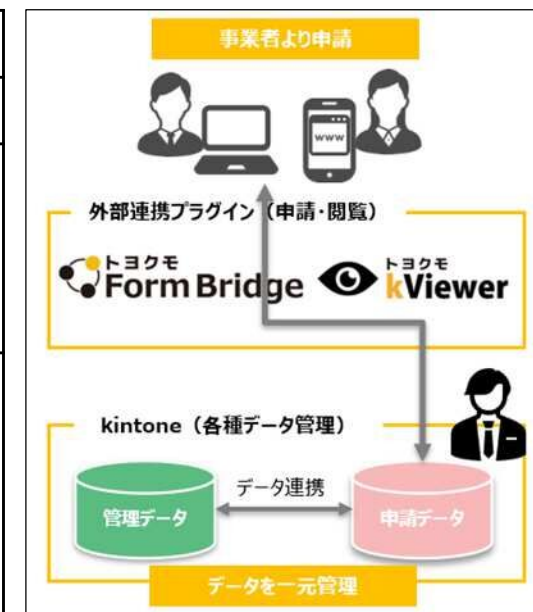 事業者より申請
www
外部連携プラグイン（申請・閲覧）
トヨクモ
Form Bridge
トヨクモ
kViewer
kintone（各種データ管理）
データ連携
管理データ
申請データ
データを一元管理